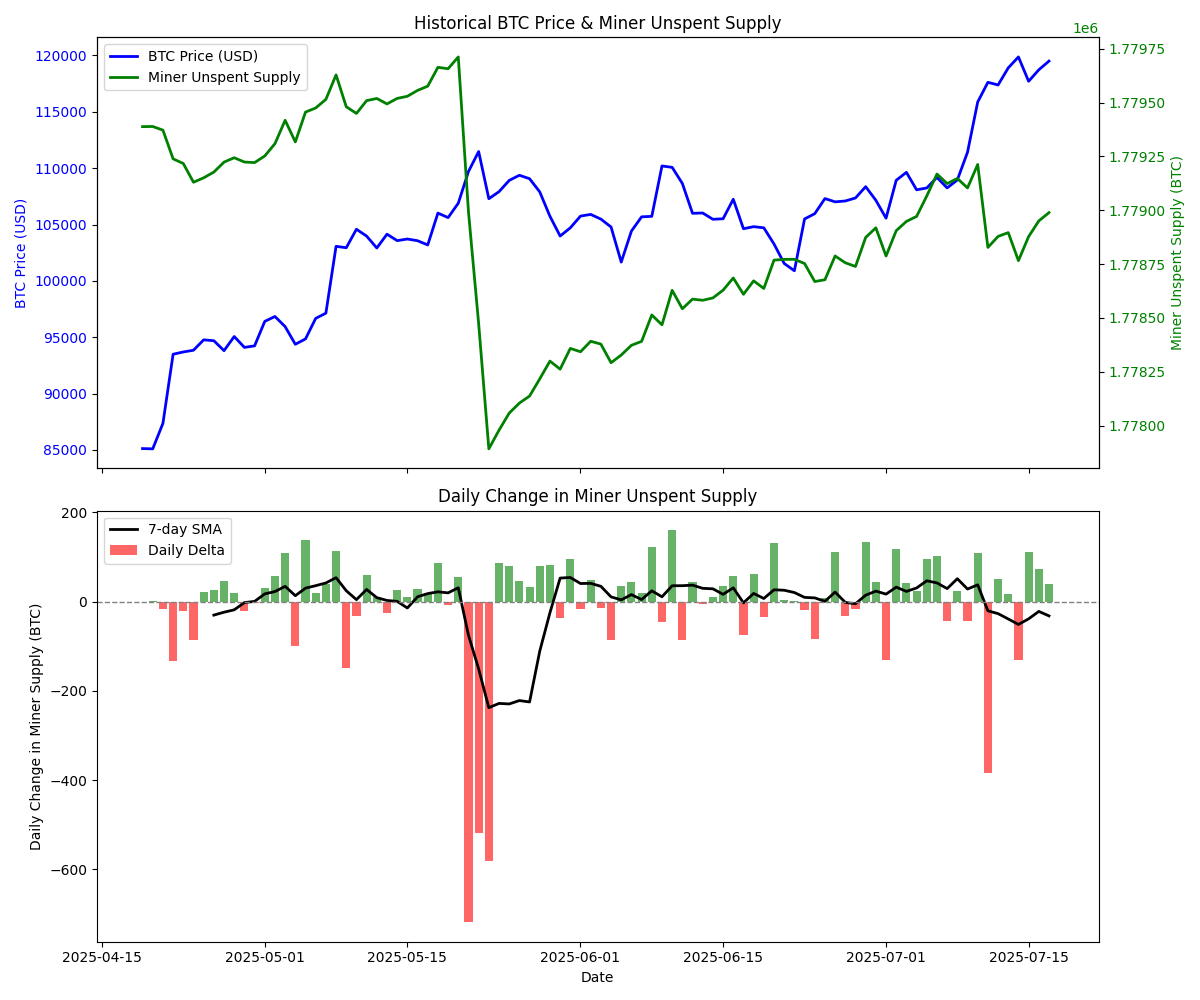 Historical BTC Price & Miner Unspent Supply
1e6
BTC Price (USD)
Miner Unspent Supply
120000
115000
110000
105000
100000
95000
90000
85000
BTC Price (USD)
1.77975
1.77950
1.77925
1.77900
1.77875
1.77850
1.77825
1.77800
Miner Unspent Supply (BTC)
Daily Change in Miner Unspent Supply
7-day SMA
Daily Delta
200
0
−200
−400
−600
Daily Change in Miner Supply (BTC)
2025-04-15 2025-05-01 2025-05-15 2025-06-01 2025-06-15 2025-07-01 2025-07-15
Date